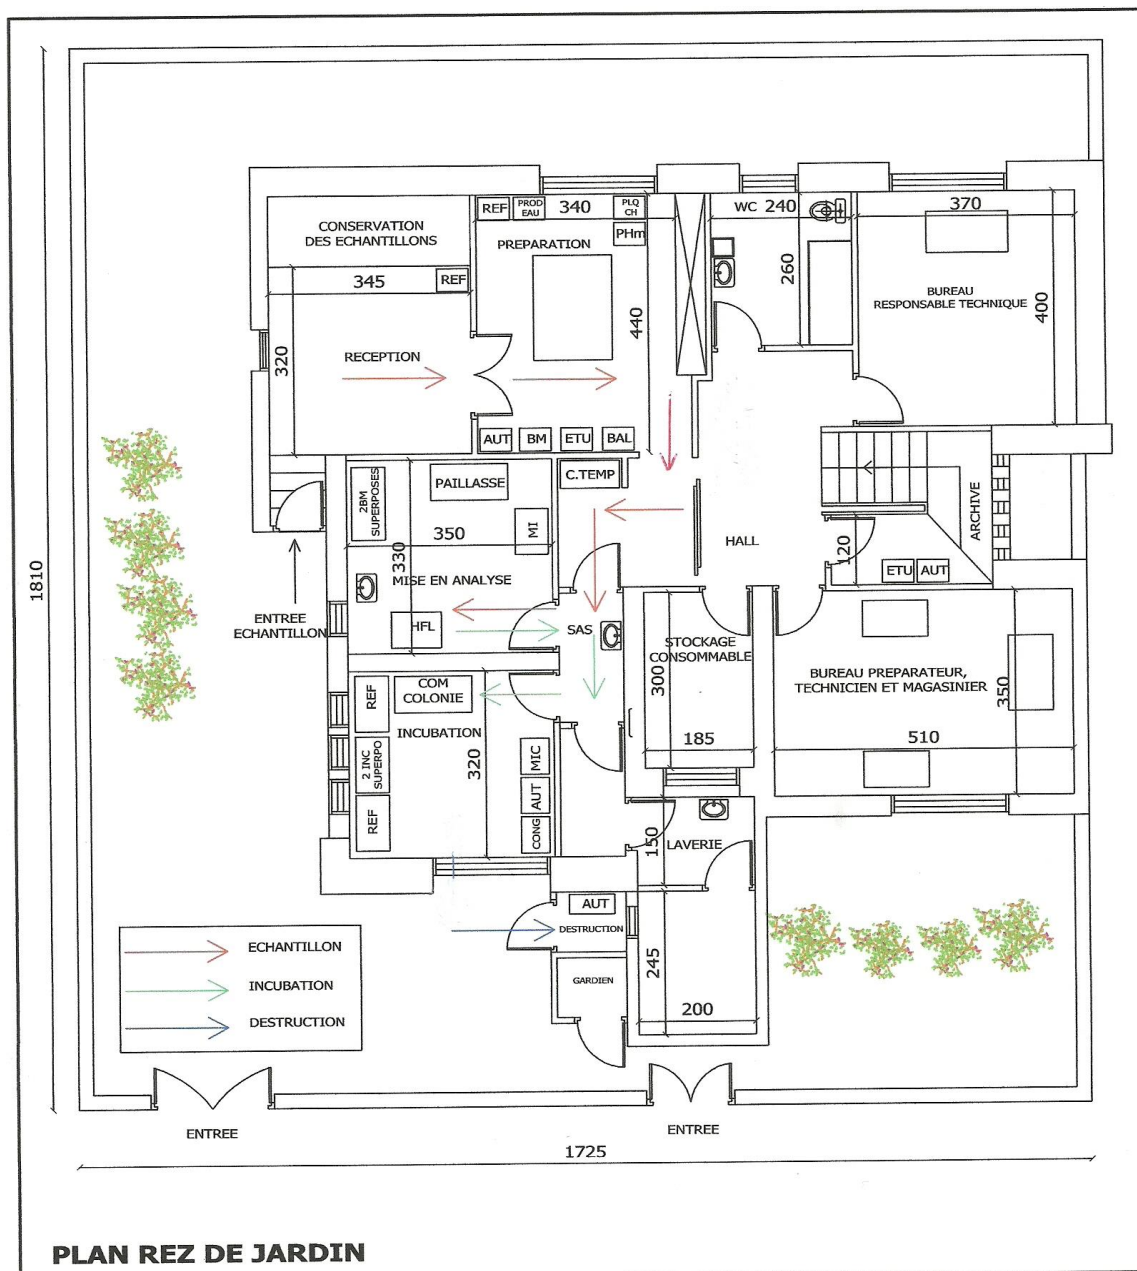 REF
PROD
EAU
340
PLQ
CH
PHm
PREPARATION
440
CONSERVATION
DES ECHANTILLONS
345
REF
320
RECEPTION
WC
240
260
370
BUREAU
RESPONSABLE TECHNIQUE
400
AUT
BM
ETU
BAL
2BM
SUPERPOSES
PAILLASSE
MI
350
330
MISE EN ANALYSE
HFL
C.TEMP
HALL
ARCHIVE
120
ETU
AUT
ENTREE
ECHANTILLON
SAS
STOCKAGE
CONSOMMABLE
300
185
BUREAU PREPARATEUR,
TECHNICIEN ET MAGASINIER
350
510
REF
COM
COLONIE
INCUBATION
2 INC
SUPERPO
320
MIC
AUT
CONG
REF
150
LAVERIE
AUT
DESTRUCTION
GARDIEN
245
200
1810
ECHANTILLON
INCUBATION
DESTRUCTION
ENTREE
ENTREE
1725
PLAN REZ DE JARDIN